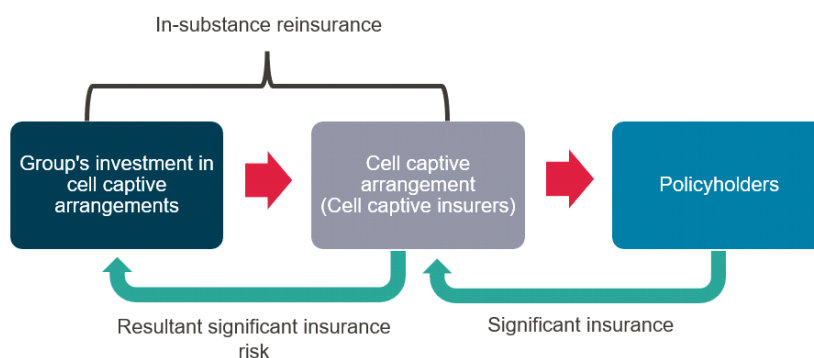 In-substance reinsurance
Group's investment in
cell captive
arrangements
Cell captive
arrangement
(Cell captive insurers)
Policyholders
Resultant significant insurance
risk
Significant insurance